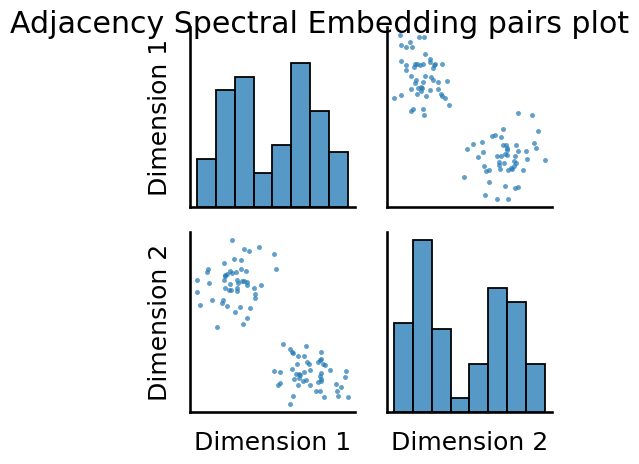 Adjacency Spectral Embedding pairs plot
Dimension 1
Dimension 2
Dimension 1
Dimension 2